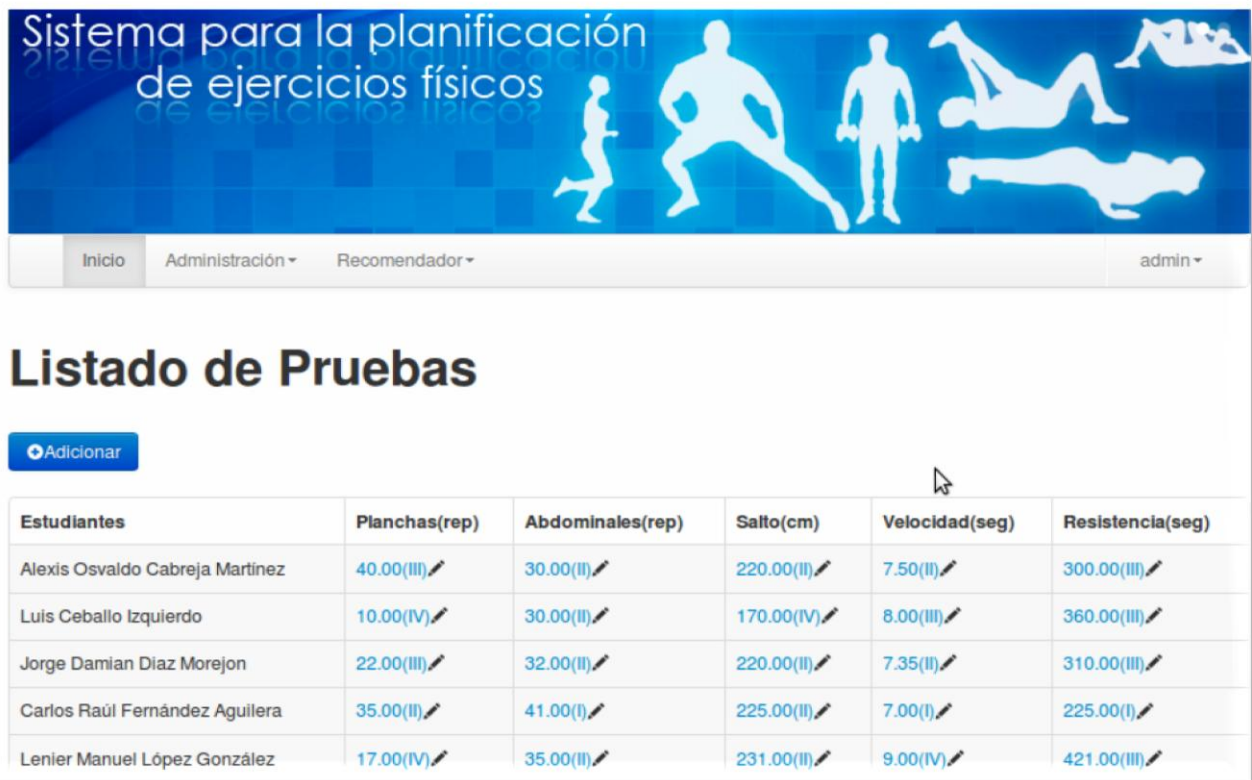 Sistema para la planificación
de ejercicios físicos
Inicio Administración Recomendador admin
Listado de Pruebas
Adicionar
Estudiantes Planchas(rep) Abdominales(rep) Salto(cm) Velocidad(seg) Resistencia(seg)
Alexis Osvaldo Cabreja Martínez 40.00(III) 30.00(II) 220.00(II) 7.50(II) 300.00(III)
Luis Ceballo Izquierdo 10.00(IV) 30.00(II) 170.00(IV) 8.00(III) 360.00(III)
Jorge Damian Diaz Morejon 22.00(III) 32.00(II) 220.00(II) 7.35(II) 310.00(III)
Carlos Raúl Fernández Aguilera 35.00(II) 41.00(I) 225.00(II) 7.00(I) 225.00(I)
Lenier Manuel López González 17.00(IV) 35.00(II) 231.00(II) 9.00(IV) 421.00(III)